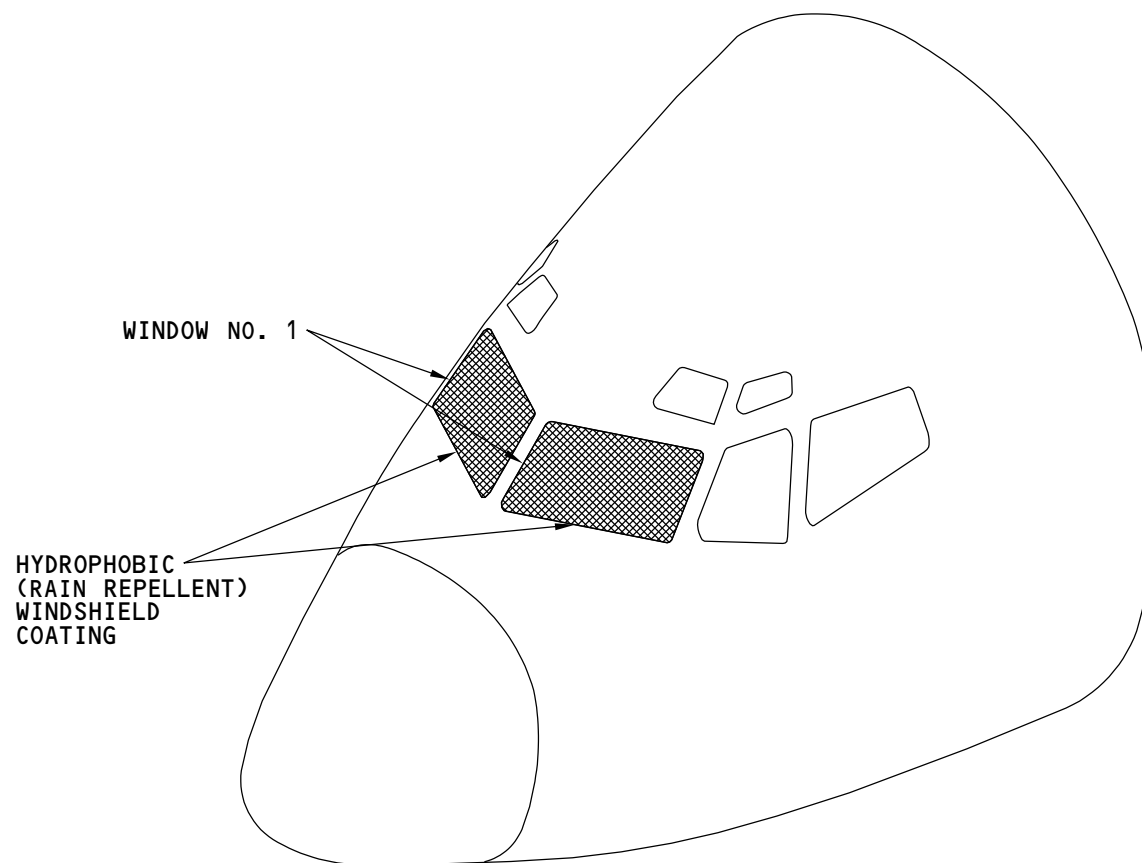 WINDOW NO. 1
HYDROPHOBIC
(RAIN REPELLENT)
WINDSHIELD
COATING